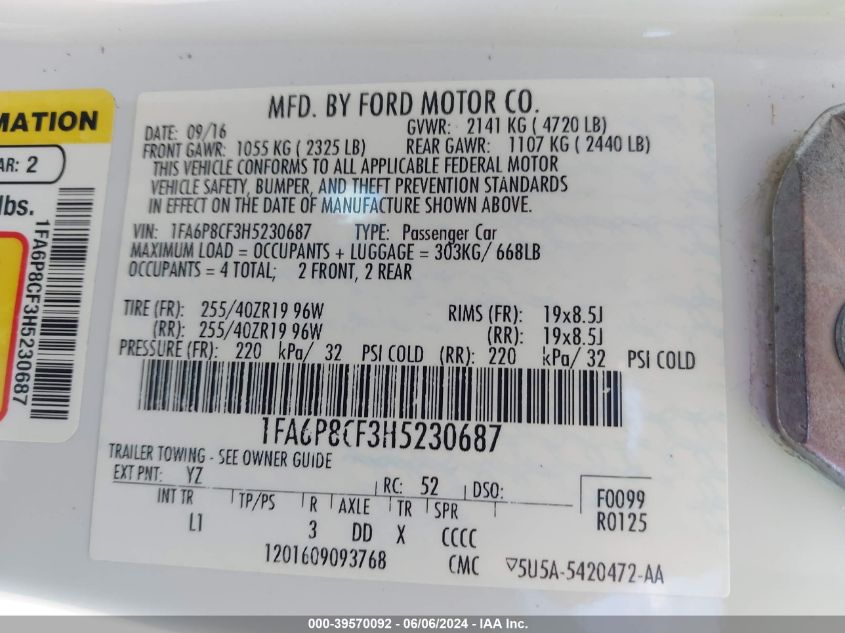 MATION
AR: 2
lbs.
1FA6P8CF3H5230687
MFD. BY FORD MOTOR CO.
DATE: 09/16 GVWR: 2141 KG ( 4720 LB)
FRONT GAWR: 1055 KG ( 2325 LB) REAR GAWR: 1107 KG ( 2440 LB)
THIS VEHICLE CONFORMS TO ALL APPLICABLE FEDERAL MOTOR
VEHICLE SAFETY, BUMPER, AND THEFT PREVENTION STANDARDS
IN EFFECT ON THE DATE OF MANUFACTURE SHOWN ABOVE.
VIN: 1FA6P8CF3H5230687 TYPE: Passenger Car
MAXIMUM LOAD = OCCUPANTS + LUGGAGE = 303KG/ 668LB
OCCUPANTS = 4 TOTAL; 2 FRONT, 2 REAR
TIRE (FR): 255/40ZR19 96W RIMS (FR): 19x8.5J
(RR): 255/40ZR19 96W (RR): 19x8.5J
PRESSURE (FR): 220 kPa/ 32 PSI COLD (RR): 220 kPa/ 32 PSI COLD
1FA6P8CF3H5230687
TRAILER TOWING - SEE OWNER GUIDE
EXT PNT: YZ RC: 52 DSO:
INT TR TP/PS R AXLE TR SPR F0099
L1 3 DD X CCCC R0125
1201609093768 CMC ▽5U5A-5420472-AA
000-39570092 - 06/06/2024 - IAA Inc.